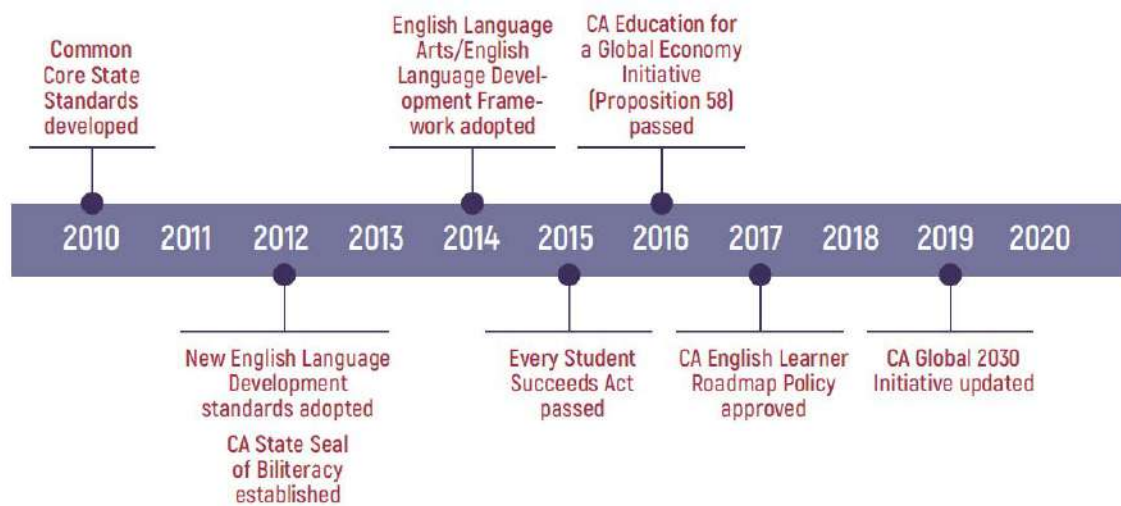 Common
Core State
Standards
developed
English Language
Arts/English
Language Devel-
opment Frame-
work adopted
CA Education for
a Global Economy
Initiative
(Proposition 58)
passed
2010 2011 2012 2013 2014 2015 2016 2017 2018 2019 2020
New English Language
Development
standards adopted
CA State Seal
of Biliteracy
established
Every Student
Succeeds Act
passed
CA English Learner
Roadmap Policy
approved
CA Global 2030
Initiative updated